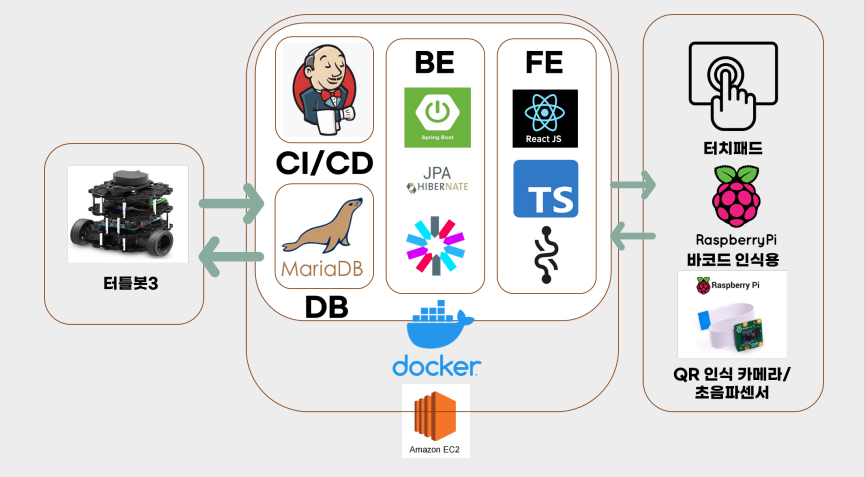 터틀봇3
CI/CD
MariaDB
DB
BE
Spring Boot
JPA
HIBERNATE
FE
React JS
TS
docker
Amazon EC2
터치패드
RaspberryPi
바코드 인식용
Raspberry Pi
QR 인식 카메라/
초음파센서